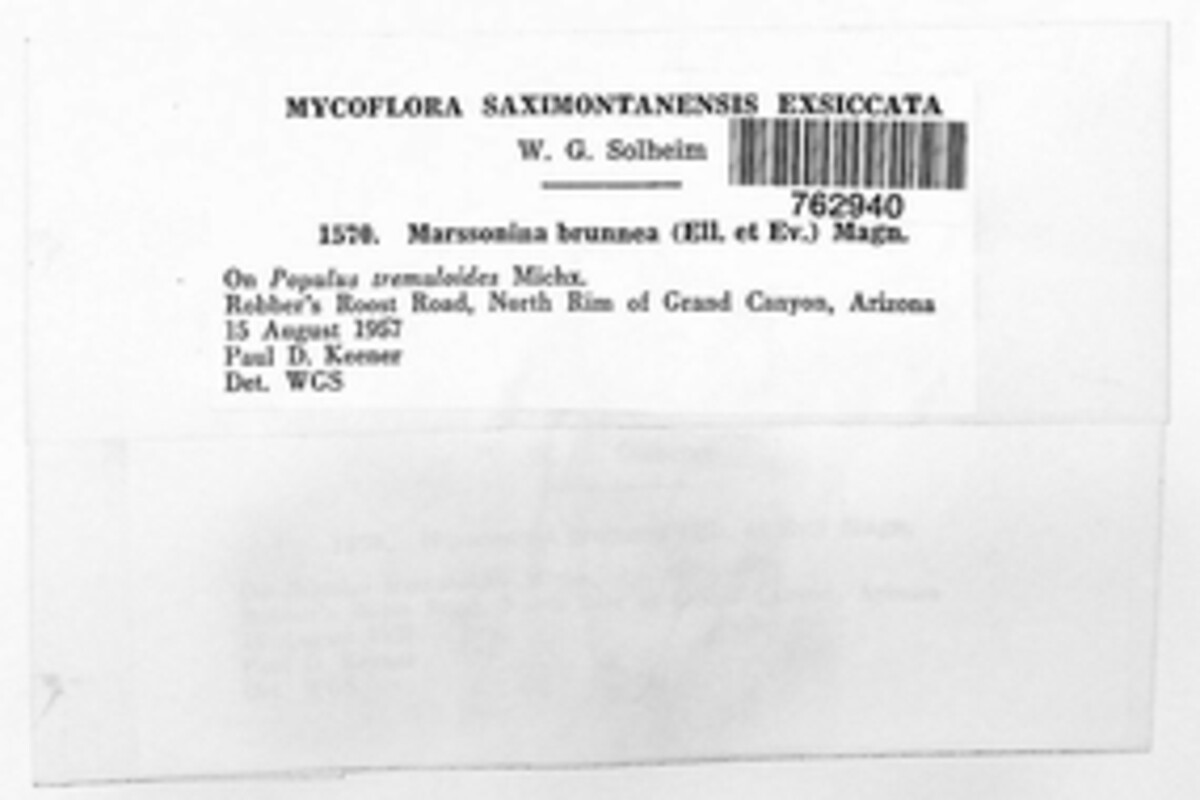 MYCOFLORA SAXIMONTANENSIS EXSICCATA
W. G. Solheim
762940
1570. Marssonina brunnea (Ell. et Ev.) Magn.
On Populus tremuloides Michx.
Robber's Roost Road, North Rim of Grand Canyon, Arizona
15 August 1957
Paul D. Keener
Det. WGS